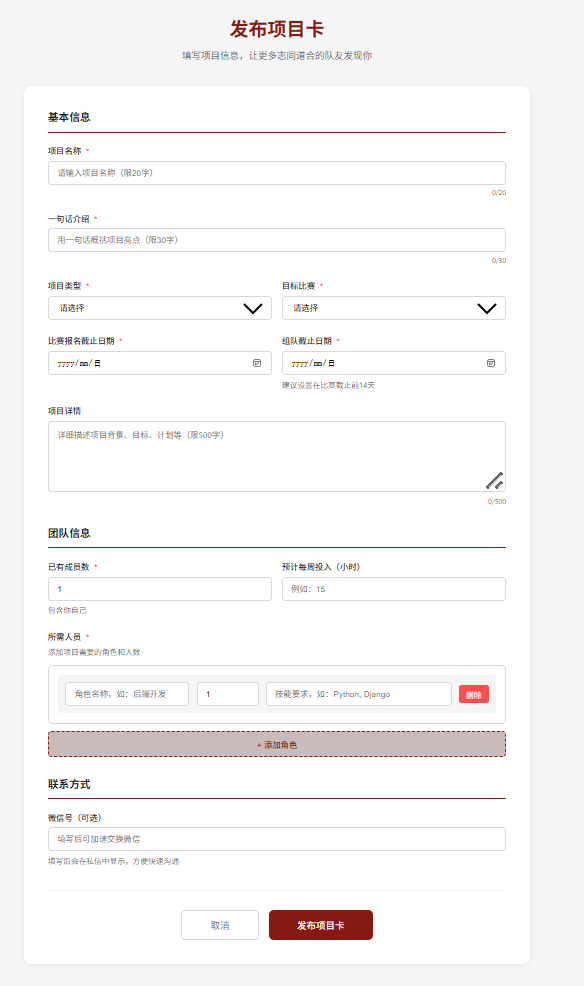 发布项目卡
填写项目信息，让更多志同道合的队友发现你
基本信息
项目名称 *
请输入项目名称（限20字）
0/20
一句话介绍 *
用一句话概括项目亮点（限30字）
0/30
项目类型 * 目标比赛 *
请选择 请选择
比赛报名截止日期 * 组队截止日期 *
yyyy/mm/日 yyyy/mm/日
建议设置在比赛截止前14天
项目详情
详细描述项目背景、目标、计划等（限500字）
0/500
团队信息
已有成员数 * 预计每周投入（小时）
1 例如：15
包含你自己
所需人员 *
添加项目需要的角色和人数
角色名称，如：后端开发 1 技能要求，如：Python, Django 删除
+ 添加角色
联系方式
微信号（可选）
填写后可加速交换微信
填写后会在私信中显示，方便快速沟通
取消 发布项目卡